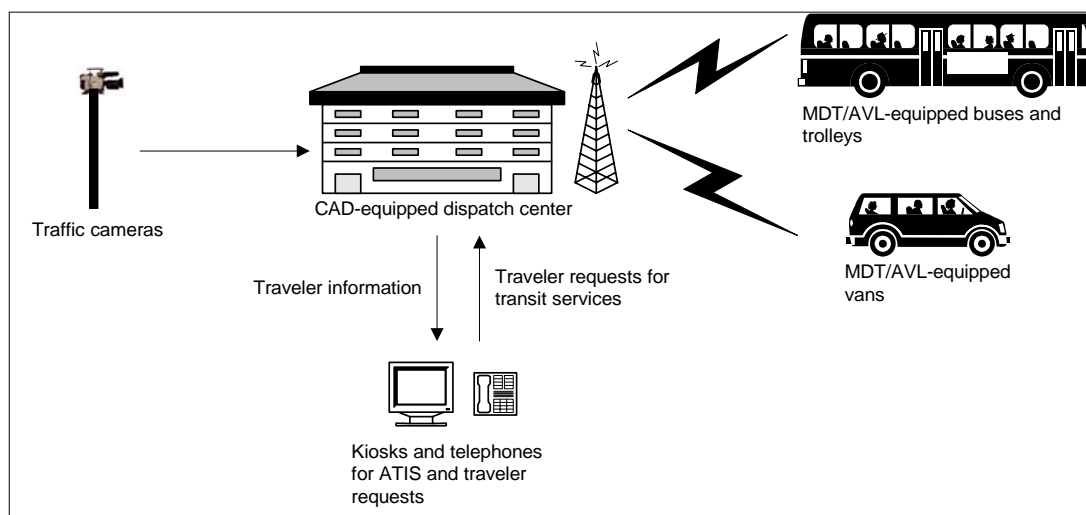 MDT/AVL-equipped buses and
trolleys
CAD-equipped dispatch center
Traffic cameras
MDT/AVL-equipped
vans
Traveler information
Traveler requests for
transit services
Kiosks and telephones
for ATIS and traveler
requests